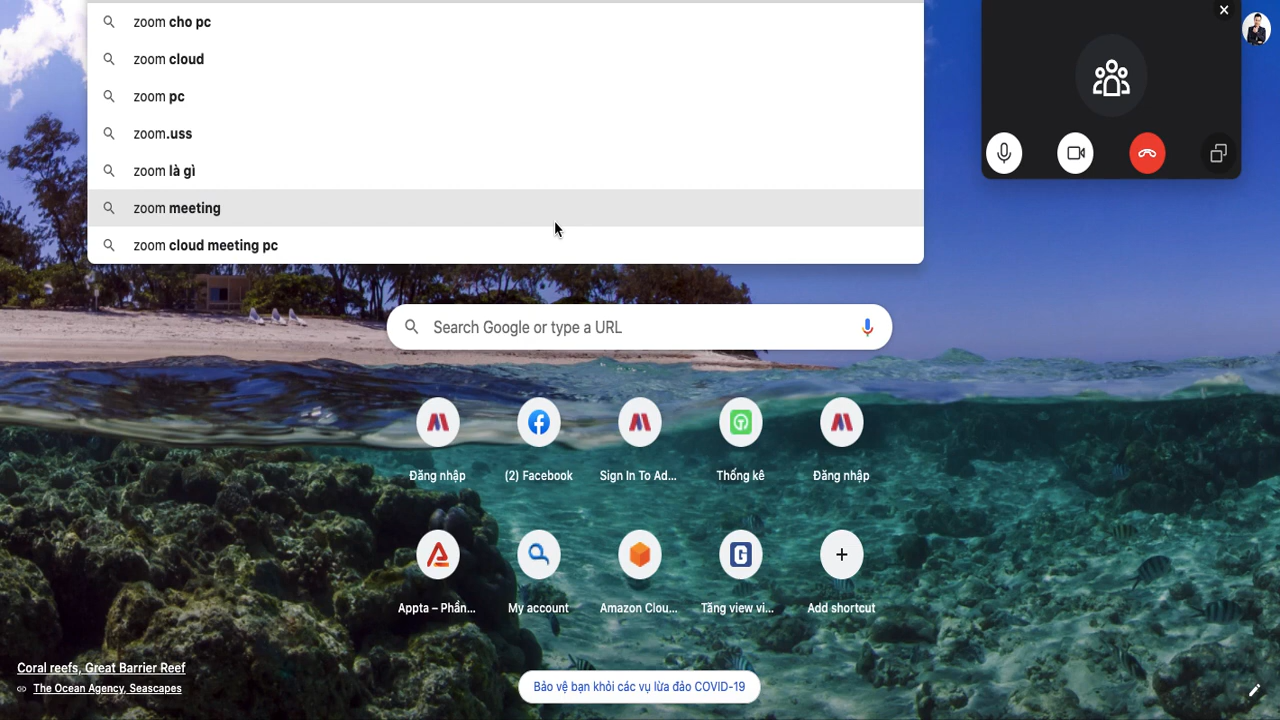 zoom cho pc
zoom cloud
zoom pc
zoom.uss
zoom là gì
zoom meeting
zoom cloud meeting pc
Search Google or type a URL
Đăng nhập
(2) Facebook
Sign In To Ad...
Thống kê
Đăng nhập
Appta – Phần...
My account
Amazon Clou...
Tăng view vi...
Add shortcut
Coral reefs, Great Barrier Reef
The Ocean Agency, Seascapes
Bảo vệ bạn khỏi các vụ lừa đảo COVID-19